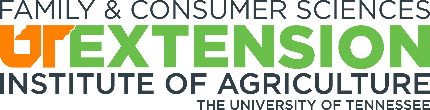 FAMILY & CONSUMER SCIENCES
UT EXTENSION
INSTITUTE OF AGRICULTURE
THE UNIVERSITY OF TENNESSEE